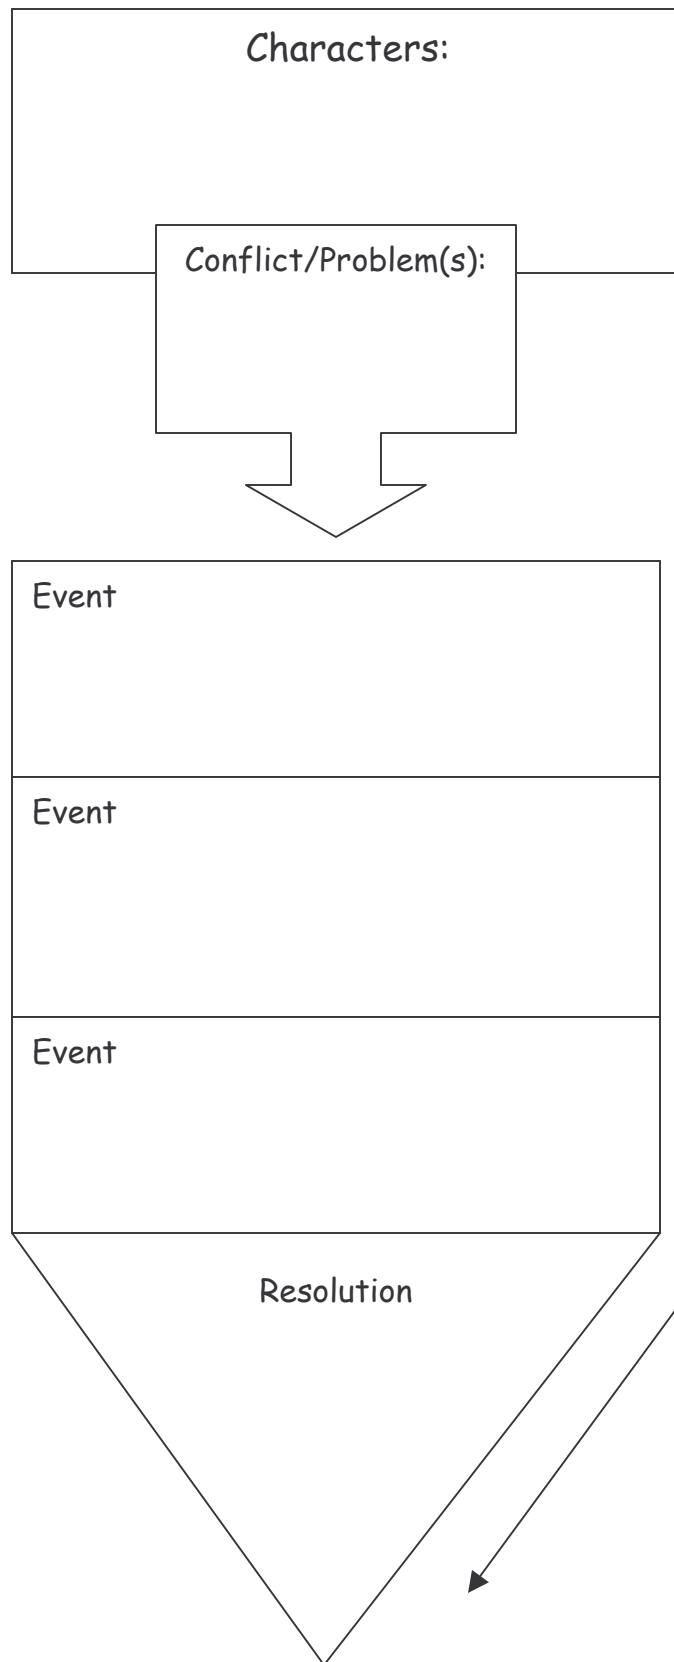 Characters:
Conflict/Problem(s):
Event
Event
Event
Resolution